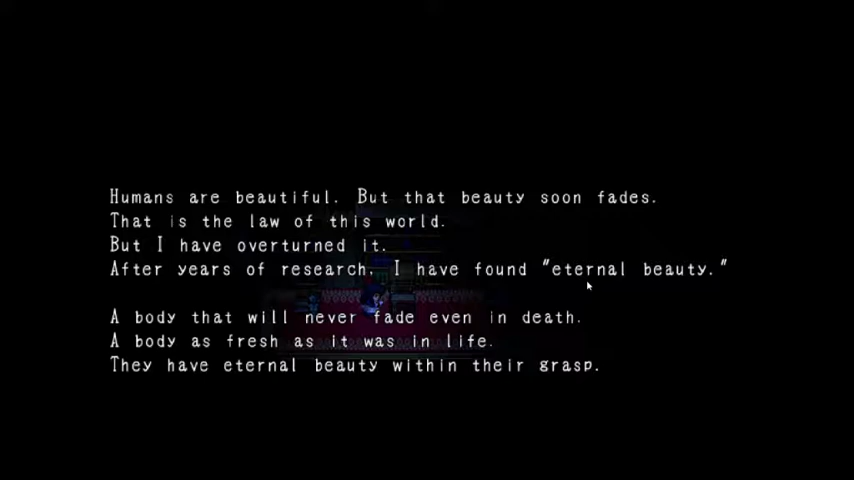 Humans are beautiful. But that beauty soon fades.
That is the law of this world.
But I have overturned it.
After years of research, I have found "eternal beauty."
A body that will never fade even in death.
A body as fresh as it was in life.
They have eternal beauty within their grasp.